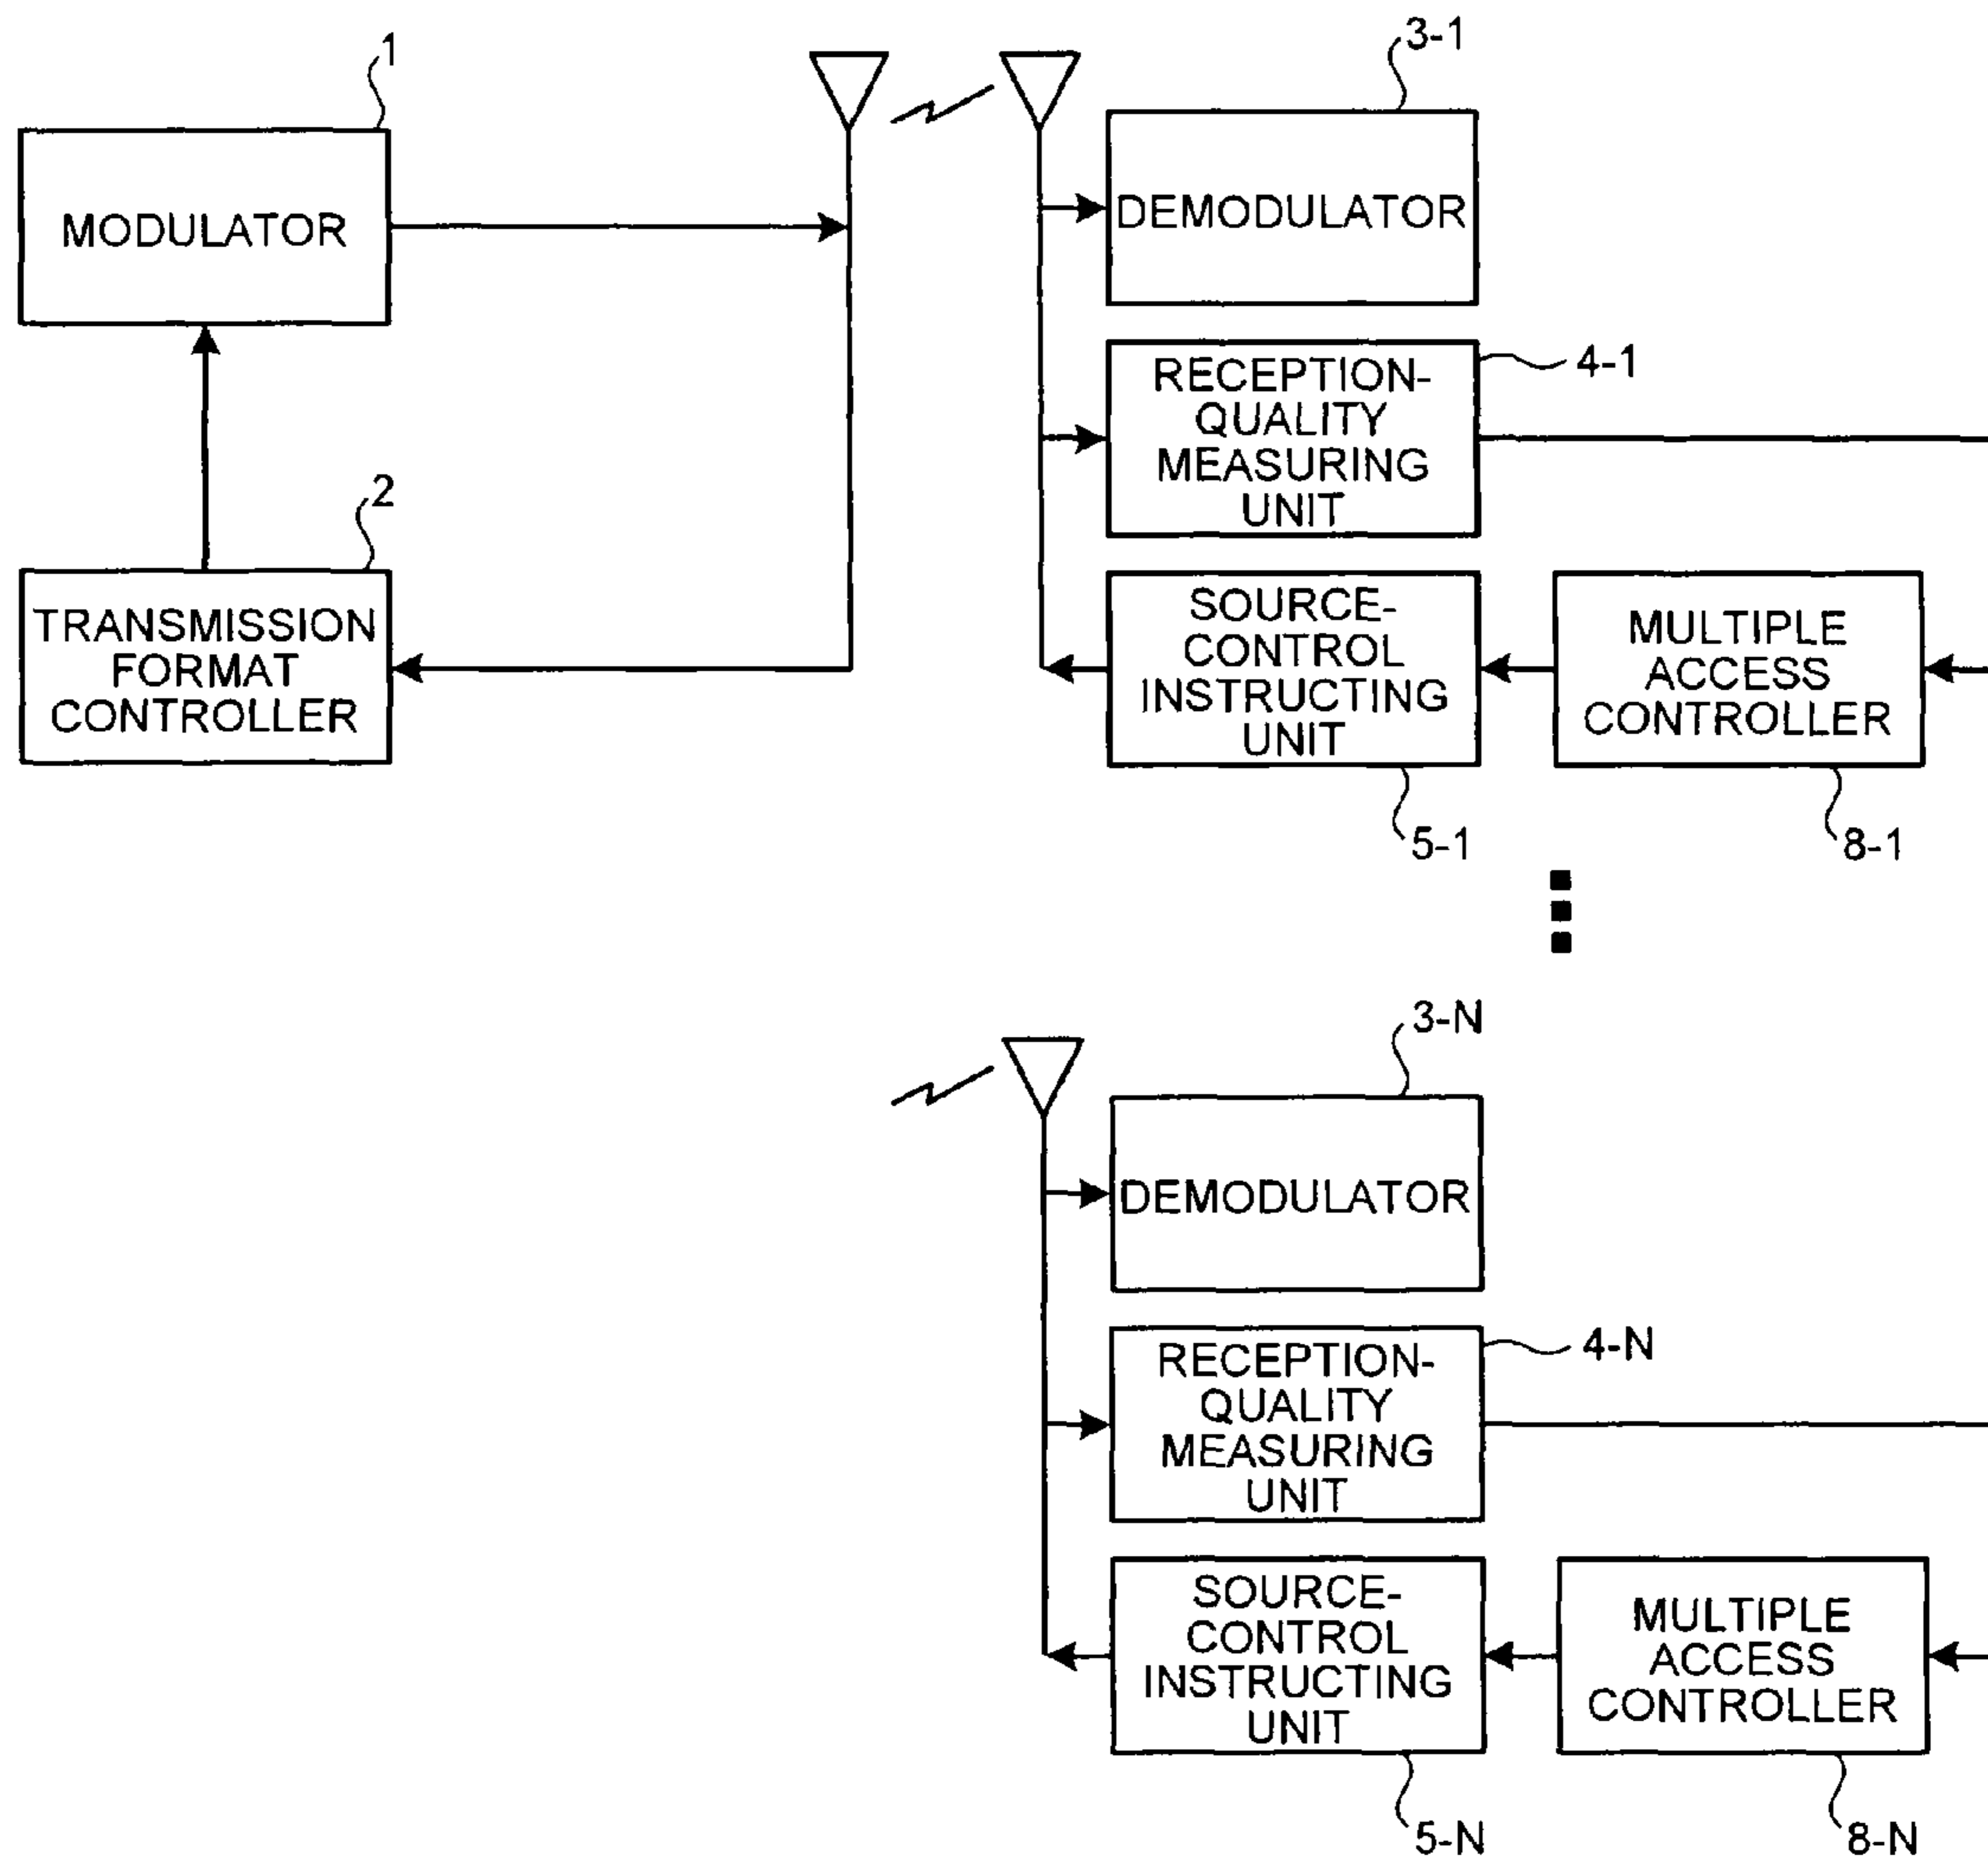 1
MODULATOR
2
TRANSMISSION
FORMAT
CONTROLLER
3-1
DEMODULATOR
4-1
RECEPTION-
QUALITY
MEASURING
UNIT
SOURCE-
CONTROL
INSTRUCTING
UNIT
5-1
MULTIPLE
ACCESS
CONTROLLER
8-1
3-N
DEMODULATOR
4-N
RECEPTION-
QUALITY
MEASURING
UNIT
SOURCE-
CONTROL
INSTRUCTING
UNIT
5-N
MULTIPLE
ACCESS
CONTROLLER
8-N